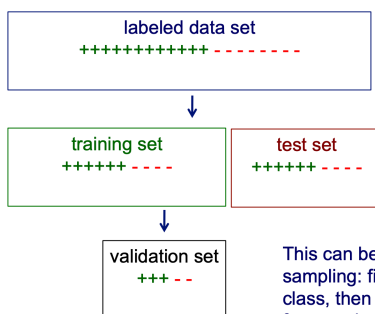 labeled data set
++++++++++++ - - - - - - - -
training set
++++++ - - - -
test set
++++++ - - - -
validation set
+++ - -
This can be
sampling: fi
class, then